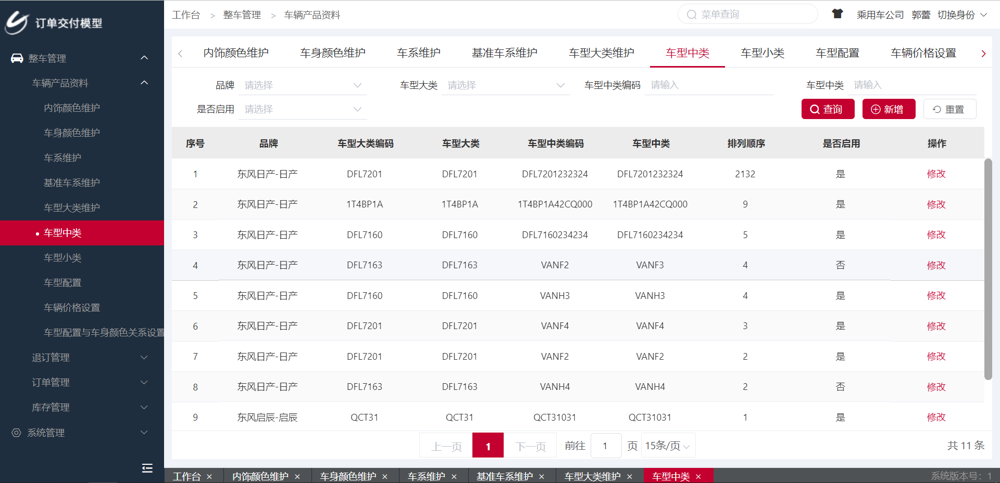 订单交付模型
整车管理
车辆产品资料
内饰颜色维护
车身颜色维护
车系维护
基准车系维护
车型大类维护
车型中类
车型小类
车型配置
车辆价格设置
车型配置与车身颜色关系设置
退订管理
订单管理
库存管理
系统管理
工作台 > 整车管理 > 车辆产品资料 菜单查询 乘用车公司 郭蕾 切换身份
内饰颜色维护 车身颜色维护 车系维护 基准车系维护 车型大类维护 车型中类 车型小类 车型配置 车辆价格设置
品牌 请选择 车型大类 请选择 车型中类编码 请输入 车型中类 请输入
是否启用 请选择 查询 新增 重置
序号 品牌 车型大类编码 车型大类 车型中类编码 车型中类 排列顺序 是否启用 操作
1 东风日产-日产 DFL7201 DFL7201 DFL7201232324 DFL7201232324 2132 是 修改
2 东风日产-日产 1T4BP1A 1T4BP1A 1T4BP1A42CQ000 1T4BP1A42CQ000 9 是 修改
3 东风日产-日产 DFL7160 DFL7160 DFL7160234234 DFL7160234234 5 是 修改
4 东风日产-日产 DFL7163 DFL7163 VANF2 VANF3 4 否 修改
5 东风日产-日产 DFL7160 DFL7160 VANH3 VANH3 4 是 修改
6 东风日产-日产 DFL7201 DFL7201 VANF4 VANF4 3 是 修改
7 东风日产-日产 DFL7201 DFL7201 VANF2 VANF2 2 是 修改
8 东风日产-日产 DFL7163 DFL7163 VANH4 VANH4 2 否 修改
9 东风启辰-启辰 QCT31 QCT31 QCT31031 QCT31031 1 是 修改
上一页 1 下一页 前往 1 页 15条/页 共 11 条
工作台 × 内饰颜色维护 × 车身颜色维护 × 车系维护 × 基准车系维护 × 车型大类维护 × 车型中类 × 系统版本号：1